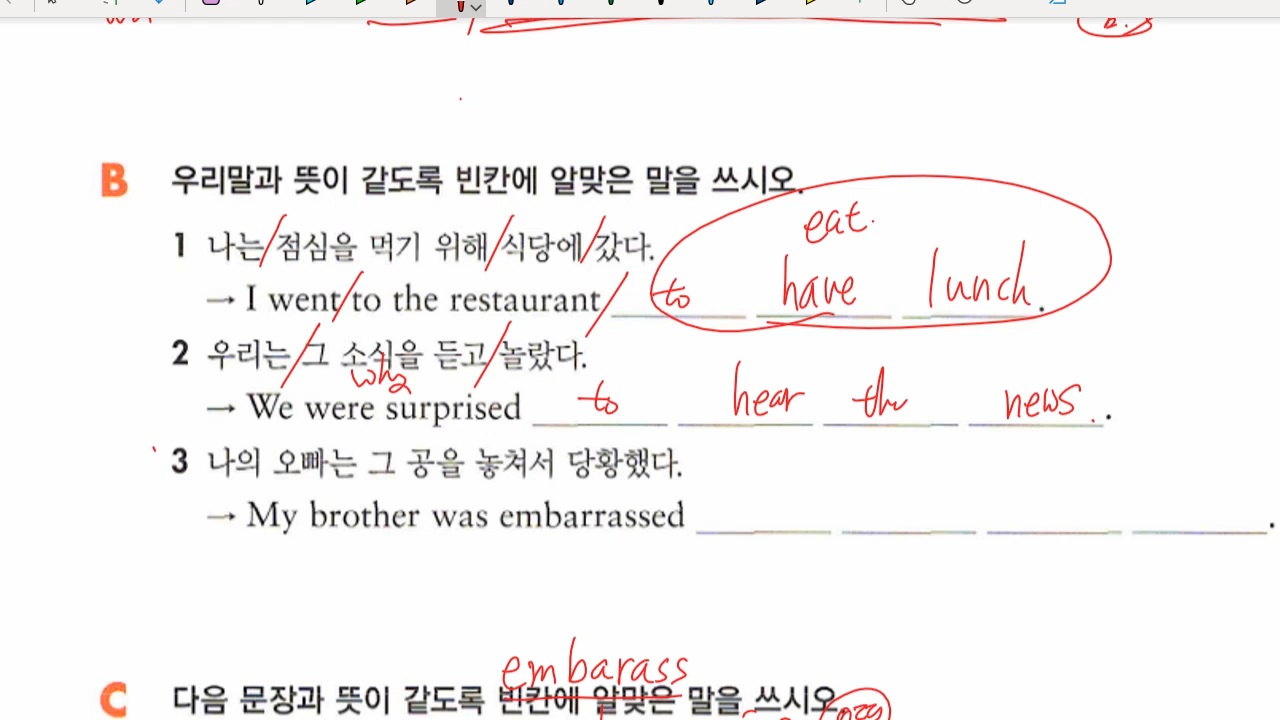 B 우리말과 뜻이 같도록 빈칸에 알맞은 말을 쓰시오.
eat.
1 나는/점심을 먹기 위해/식당에/갔다.
→ I went/to the restaurant/ to have lunch.
2 우리는/그 소식을 듣고/놀랐다.
why
→ We were surprised to hear the news.
3 나의 오빠는 그 공을 놓쳐서 당황했다.
→ My brother was embarrassed ____ ____ ____ ____.
embarass
C 다음 문장과 뜻이 같도록 빈칸에 알맞은 말을 쓰시오